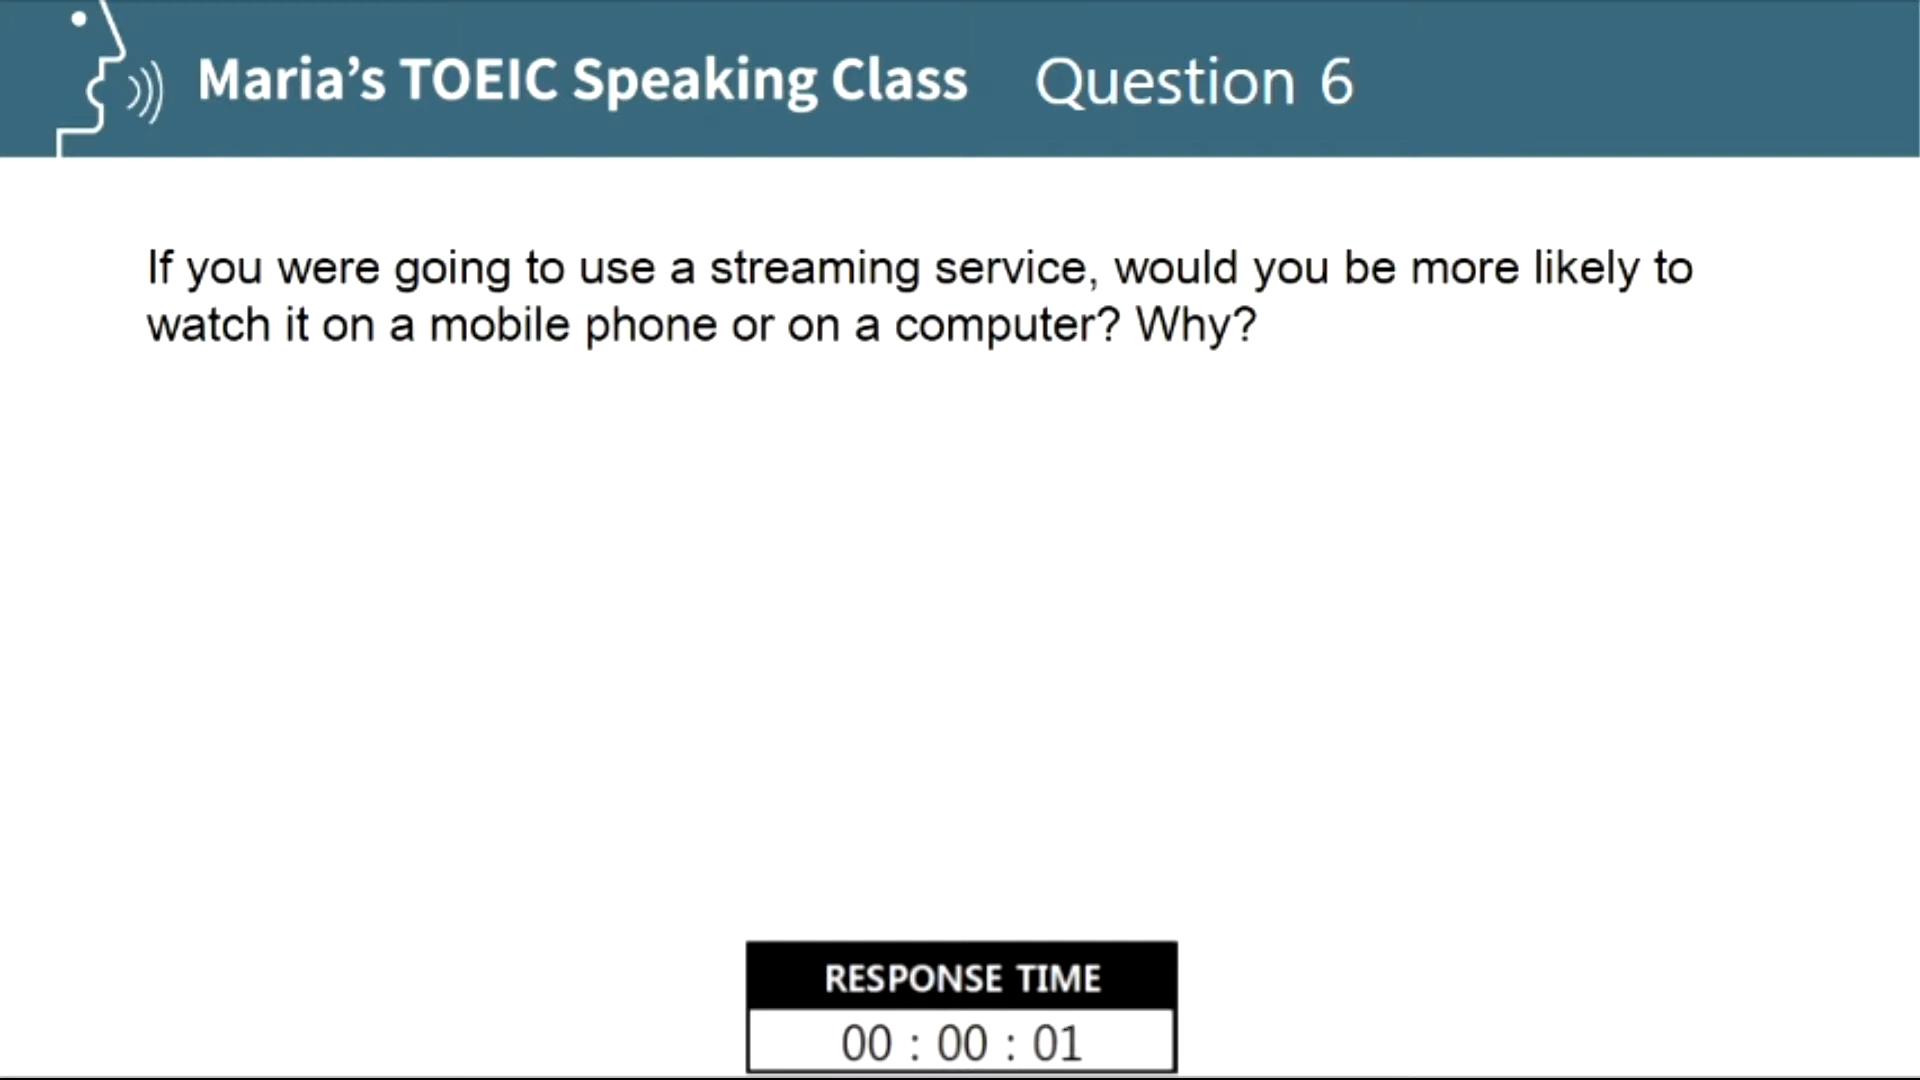 Maria’s TOEIC Speaking Class Question 6
If you were going to use a streaming service, would you be more likely to
watch it on a mobile phone or on a computer? Why?
RESPONSE TIME
00 : 00 : 01